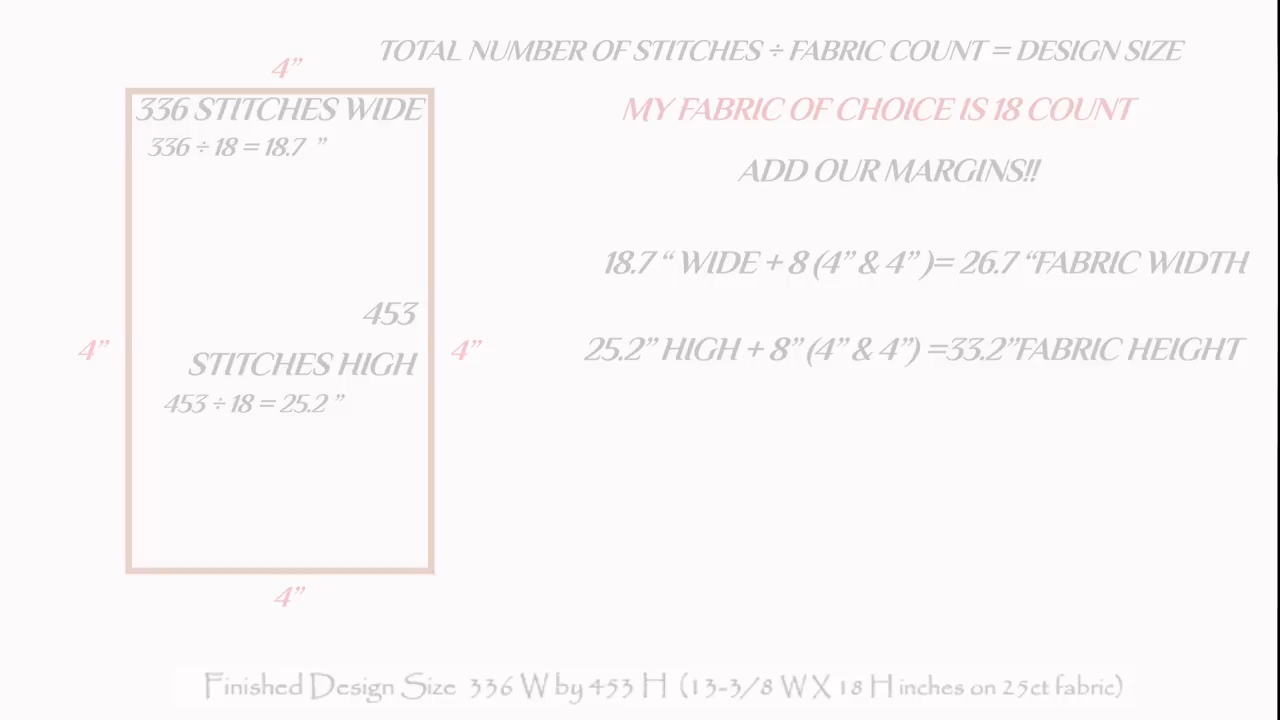 TOTAL NUMBER OF STITCHES ÷ FABRIC COUNT = DESIGN SIZE
4”
336 STITCHES WIDE
336 ÷ 18 = 18.7 ”
MY FABRIC OF CHOICE IS 18 COUNT
ADD OUR MARGINS!!
18.7 “ WIDE + 8 (4” & 4” )= 26.7 “FABRIC WIDTH
453
STITCHES HIGH
453 ÷ 18 = 25.2 ”
4”
4”
25.2” HIGH + 8” (4” & 4”) =33.2”FABRIC HEIGHT
4”
Finished Design Size 336 W by 453 H (13-3/8 W X 18 H inches on 25ct fabric)